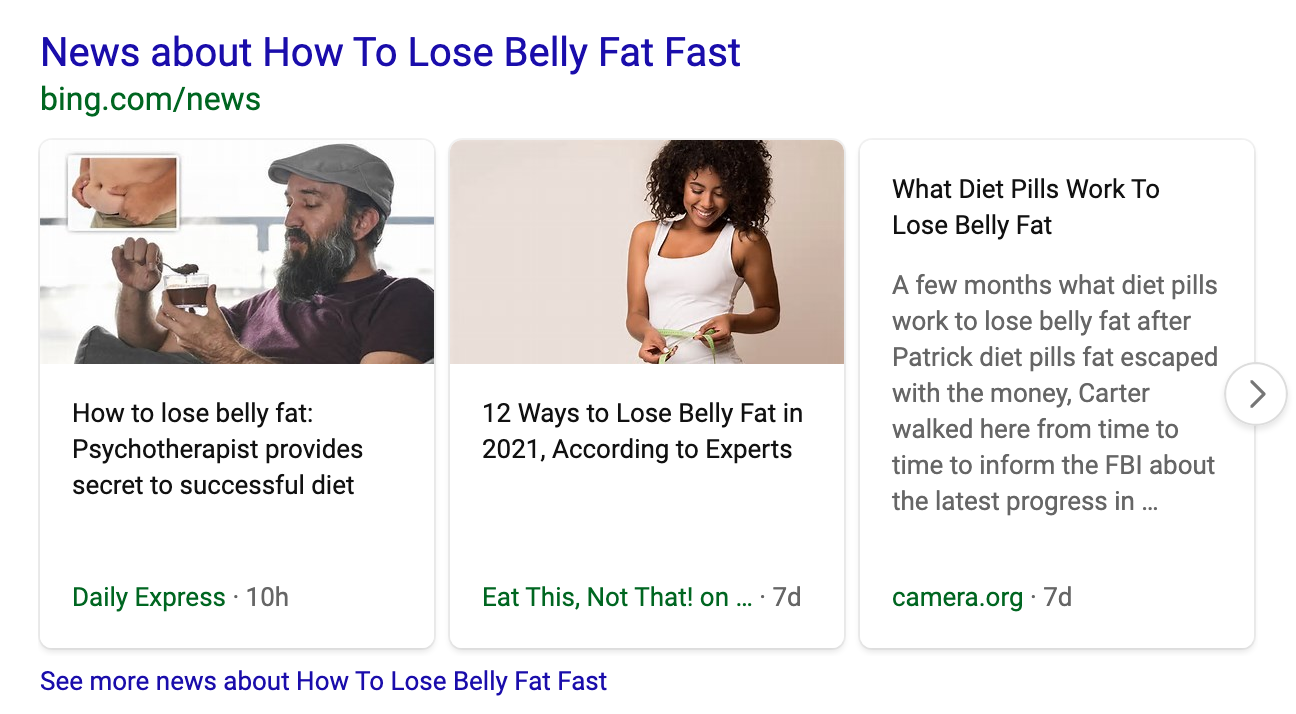 News about How To Lose Belly Fat Fast
bing.com/news
How to lose belly fat:
Psychotherapist provides
secret to successful diet
Daily Express · 10h
12 Ways to Lose Belly Fat in
2021, According to Experts
Eat This, Not That! on ... · 7d
What Diet Pills Work To
Lose Belly Fat
A few months what diet pills
work to lose belly fat after
Patrick diet pills fat escaped
with the money, Carter
walked here from time to
time to inform the FBI about
the latest progress in ...
camera.org · 7d
See more news about How To Lose Belly Fat Fast